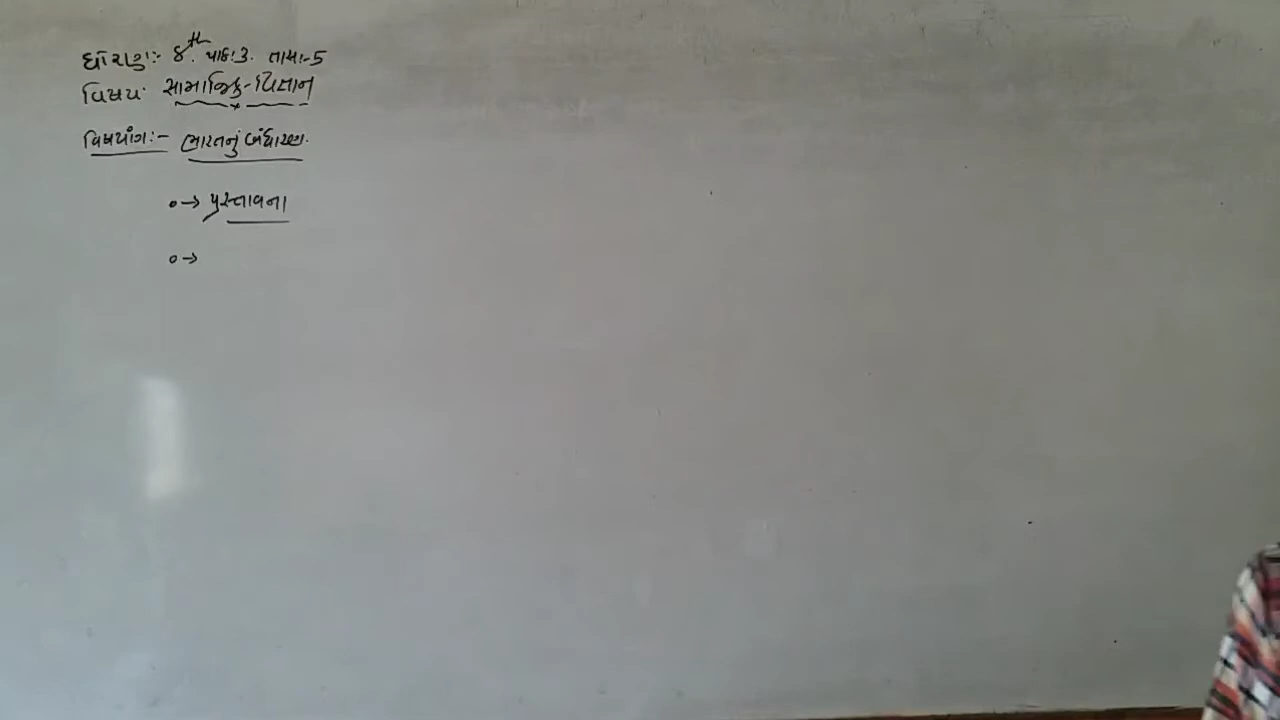 ધોરણ:- ૪th. પાઠ:૩. તાસ:-5
વિષય: સામાજિક-વિજ્ઞાન
વિષયાંગ:- ભારતનું બંધારણ.
•→ પ્રસ્તાવના
•→